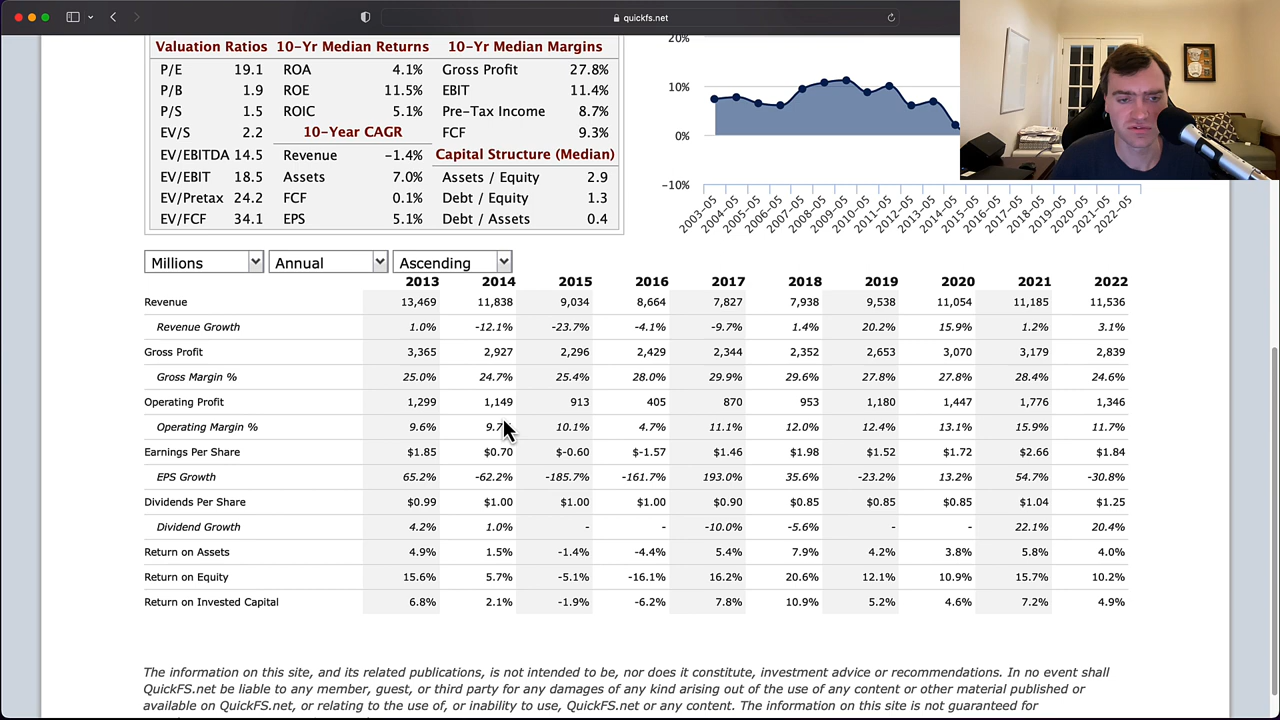 quickfs.net
Valuation Ratios 10-Yr Median Returns 10-Yr Median Margins
P/E 19.1 ROA 4.1% Gross Profit 27.8%
P/B 1.9 ROE 11.5% EBIT 11.4%
P/S 1.5 ROIC 5.1% Pre-Tax Income 8.7%
EV/S 2.2 10-Year CAGR FCF 9.3%
EV/EBITDA 14.5 Revenue -1.4% Capital Structure (Median)
EV/EBIT 18.5 Assets 7.0% Assets / Equity 2.9
EV/Pretax 24.2 FCF 0.1% Debt / Equity 1.3
EV/FCF 34.1 EPS 5.1% Debt / Assets 0.4
20%
10%
0%
-10%
2003-05 2004-05 2005-05 2006-05 2007-05 2008-05 2009-05 2010-05 2011-05 2012-05 2013-05 2014-05 2015-05 2016-05 2017-05 2018-05 2019-05 2020-05 2021-05 2022-05
Millions Annual Ascending
2013 2014 2015 2016 2017 2018 2019 2020 2021 2022
Revenue 13,469 11,838 9,034 8,664 7,827 7,938 9,538 11,054 11,185 11,536
Revenue Growth 1.0% -12.1% -23.7% -4.1% -9.7% 1.4% 20.2% 15.9% 1.2% 3.1%
Gross Profit 3,365 2,927 2,296 2,429 2,344 2,352 2,653 3,070 3,179 2,839
Gross Margin % 25.0% 24.7% 25.4% 28.0% 29.9% 29.6% 27.8% 27.8% 28.4% 24.6%
Operating Profit 1,299 1,149 913 405 870 953 1,180 1,447 1,776 1,346
Operating Margin % 9.6% 9.7% 10.1% 4.7% 11.1% 12.0% 12.4% 13.1% 15.9% 11.7%
Earnings Per Share $1.85 $0.70 $-0.60 $-1.57 $1.46 $1.98 $1.52 $1.72 $2.66 $1.84
EPS Growth 65.2% -62.2% -185.7% -161.7% 193.0% 35.6% -23.2% 13.2% 54.7% -30.8%
Dividends Per Share $0.99 $1.00 $1.00 $1.00 $0.90 $0.85 $0.85 $0.85 $1.04 $1.25
Dividend Growth 4.2% 1.0% - - -10.0% -5.6% - - 22.1% 20.4%
Return on Assets 4.9% 1.5% -1.4% -4.4% 5.4% 7.9% 4.2% 3.8% 5.8% 4.0%
Return on Equity 15.6% 5.7% -5.1% -16.1% 16.2% 20.6% 12.1% 10.9% 15.7% 10.2%
Return on Invested Capital 6.8% 2.1% -1.9% -6.2% 7.8% 10.9% 5.2% 4.6% 7.2% 4.9%
The information on this site, and its related publications, is not intended to be, nor does it constitute, investment advice or recommendations. In no event shall
QuickFS.net be liable to any member, guest, or third party for any damages of any kind arising out of the use of any content or other material published or
available on QuickFS.net, or relating to the use of, or inability to use, QuickFS.net or any content. The information on this site is not guaranteed for